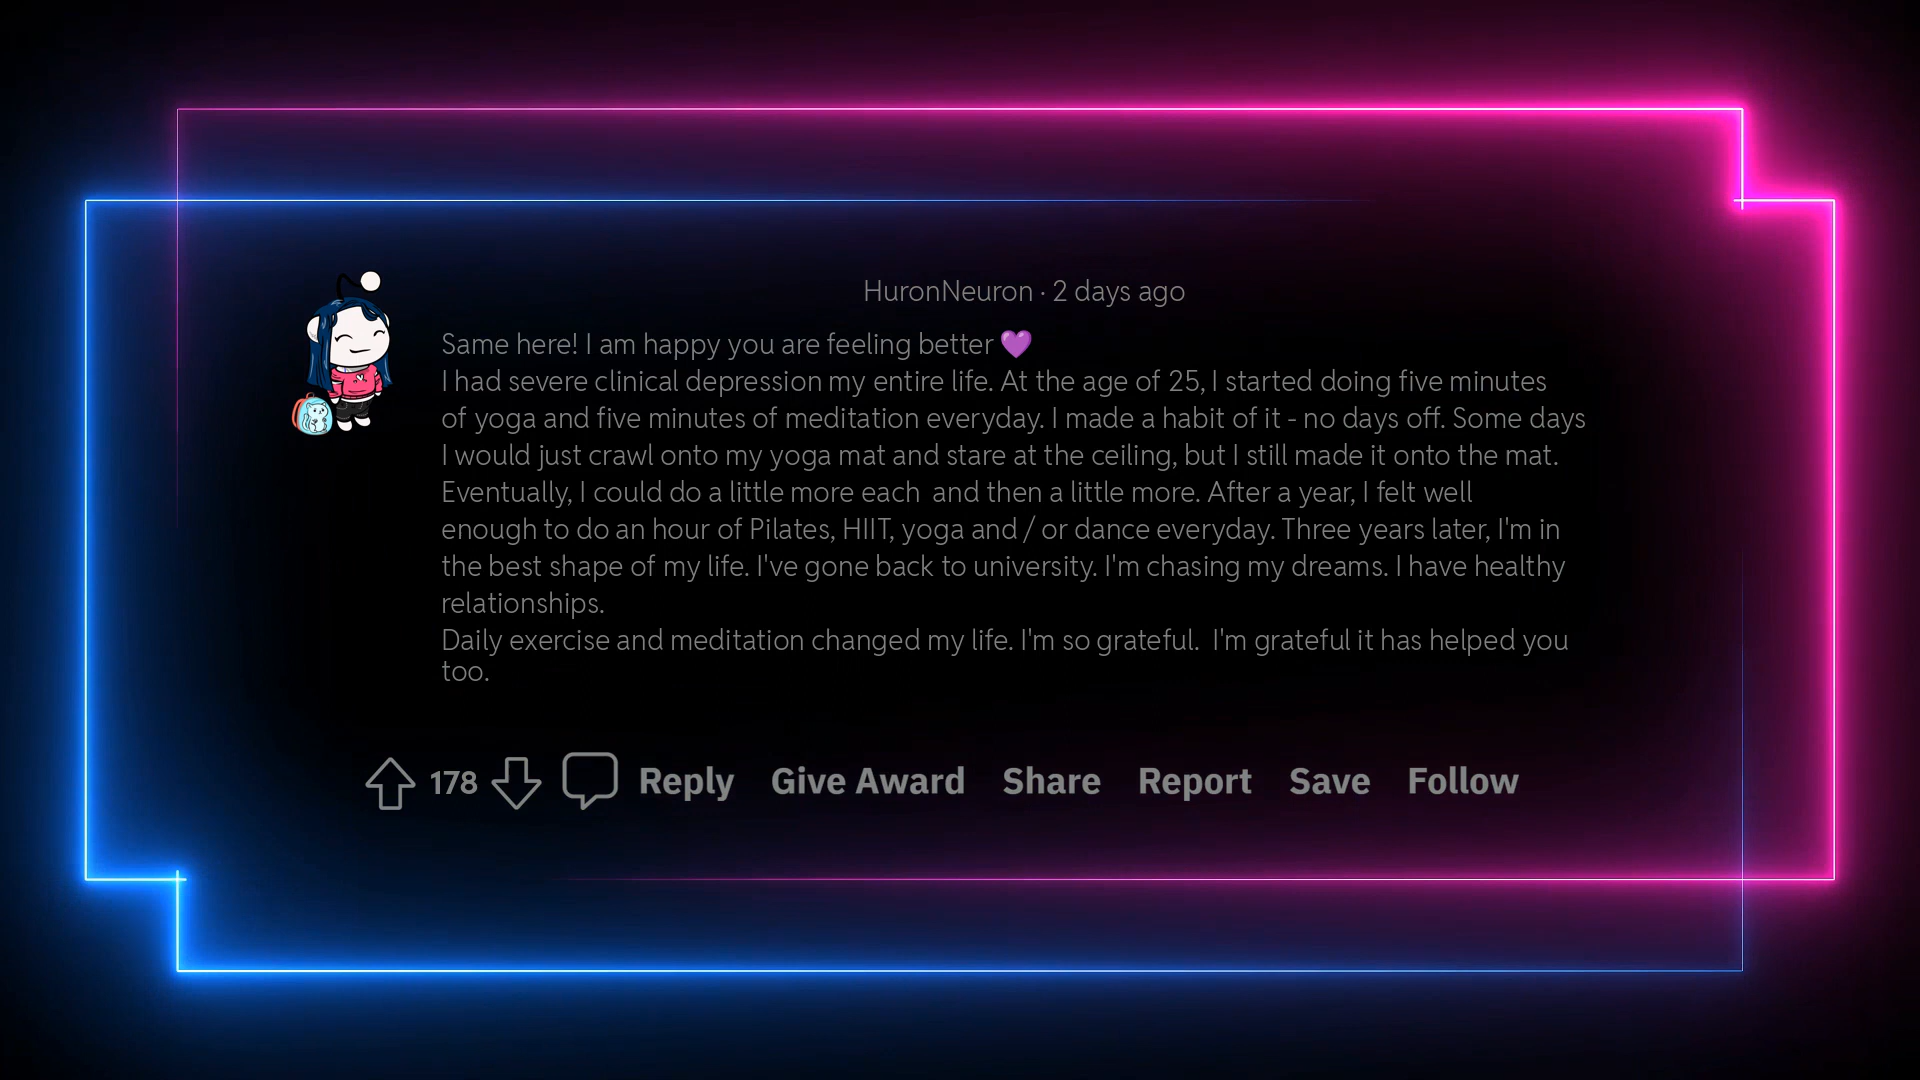 HuronNeuron · 2 days ago
Same here! I am happy you are feeling better 💜
I had severe clinical depression my entire life. At the age of 25, I started doing five minutes
of yoga and five minutes of meditation everyday. I made a habit of it - no days off. Some days
I would just crawl onto my yoga mat and stare at the ceiling, but I still made it onto the mat.
Eventually, I could do a little more each  and then a little more. After a year, I felt well
enough to do an hour of Pilates, HIIT, yoga and / or dance everyday. Three years later, I'm in
the best shape of my life. I've gone back to university. I'm chasing my dreams. I have healthy
relationships.
Daily exercise and meditation changed my life. I'm so grateful.  I'm grateful it has helped you
too.
178 Reply Give Award Share Report Save Follow